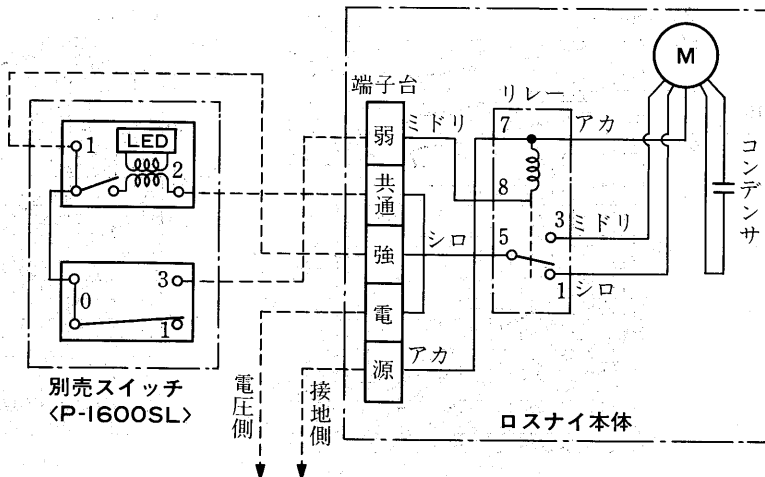 端子台
リレー
M
コンデンサ
1
LED
2
0
3
1
弱
共通
強
電
源
ミドリ
シロ
アカ
7
8
5
3
1
アカ
ミドリ
シロ
別売スイッチ
〈P-1600SL〉
電圧側
接地側
ロスナイ本体